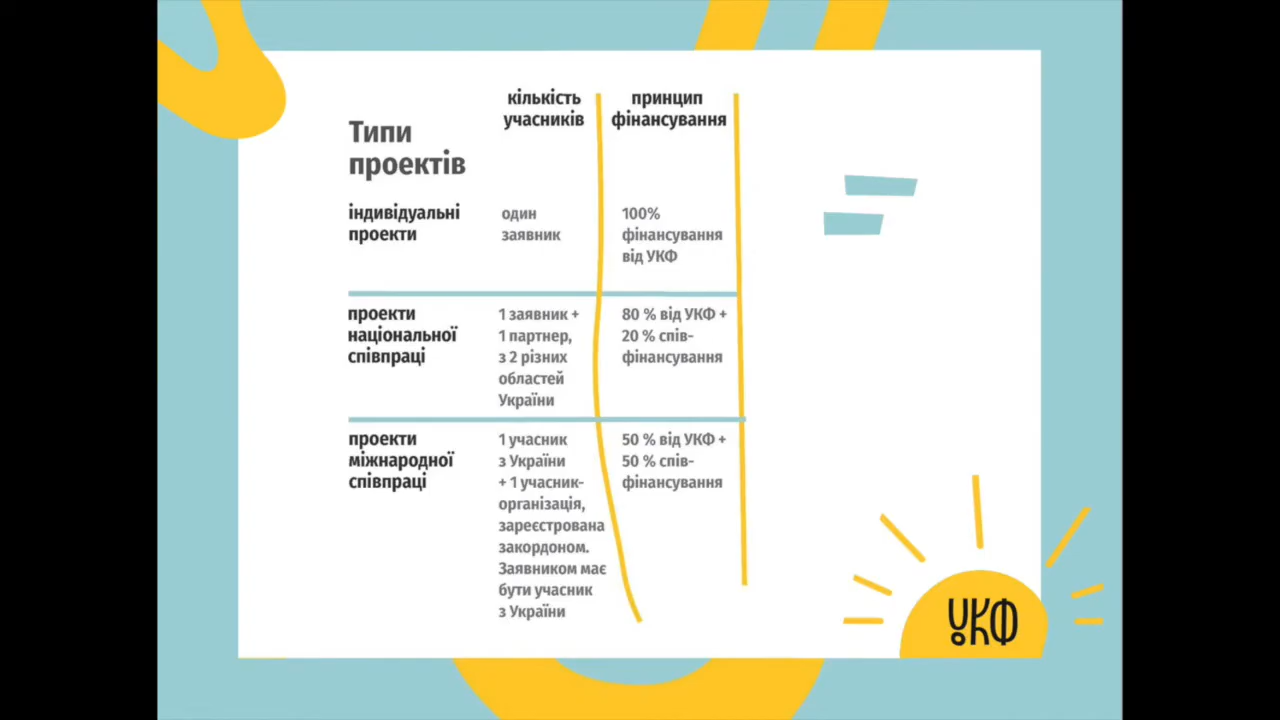 кількість
учасників
принцип
фінансування
Типи
проектів
індивідуальні
проекти
один
заявник
100%
фінансування
від УКФ
проекти
національної
співпраці
1 заявник +
1 партнер,
з 2 різних
областей
України
80 % від УКФ +
20 % спів-
фінансування
проекти
міжнародної
співпраці
1 учасник
з України
+ 1 учасник-
організація,
зареєстрована
закордоном.
Заявником має
бути учасник
з України
50 % від УКФ +
50 % спів-
фінансування
УКФ